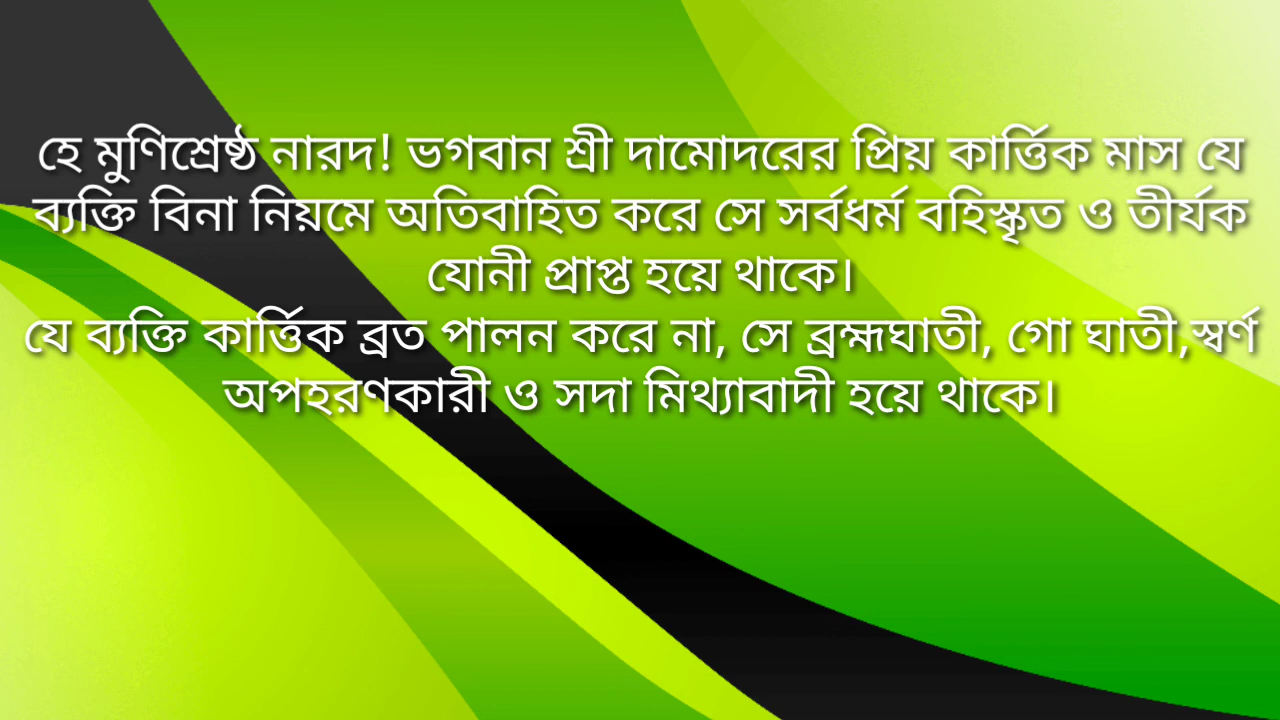 হে মুণিশ্রেষ্ঠ নারদ! ভগবান শ্রী দামোদরের প্রিয় কার্ত্তিক মাস যে
ব্যক্তি বিনা নিয়মে অতিবাহিত করে সে সর্বধর্ম বহিস্কৃত ও তীর্যক
যোনী প্রাপ্ত হয়ে থাকে।
যে ব্যক্তি কার্ত্তিক ব্রত পালন করে না, সে ব্রহ্মঘাতী, গো ঘাতী,স্বর্ণ
অপহরণকারী ও সদা মিথ্যাবাদী হয়ে থাকে।